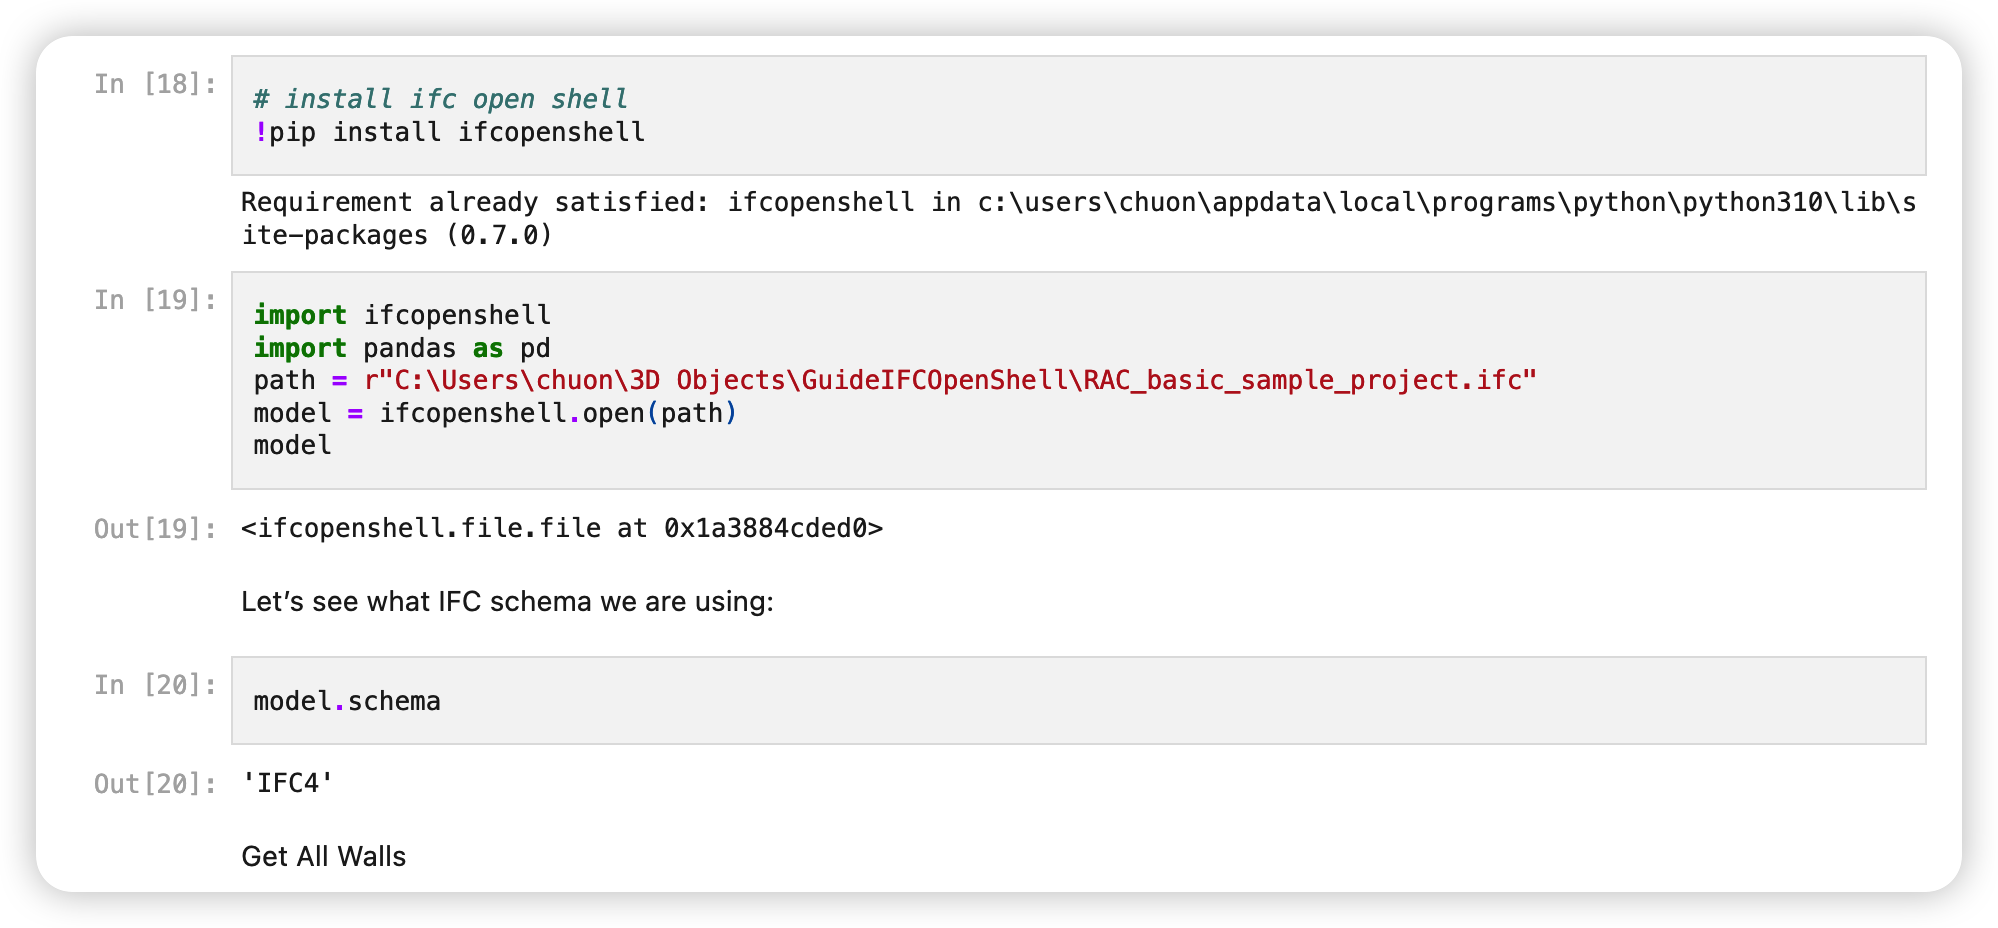 In [18]:
# install ifc open shell
!pip install ifcopenshell
Requirement already satisfied: ifcopenshell in c:\users\chuon\appdata\local\programs\python\python310\lib\s
ite-packages (0.7.0)
In [19]:
import ifcopenshell
import pandas as pd
path = r"C:\Users\chuon\3D Objects\GuideIFCOpenShell\RAC_basic_sample_project.ifc"
model = ifcopenshell.open(path)
model
Out[19]: <ifcopenshell.file.file at 0x1a3884cded0>
Let’s see what IFC schema we are using:
In [20]:
model.schema
Out[20]: 'IFC4'
Get All Walls